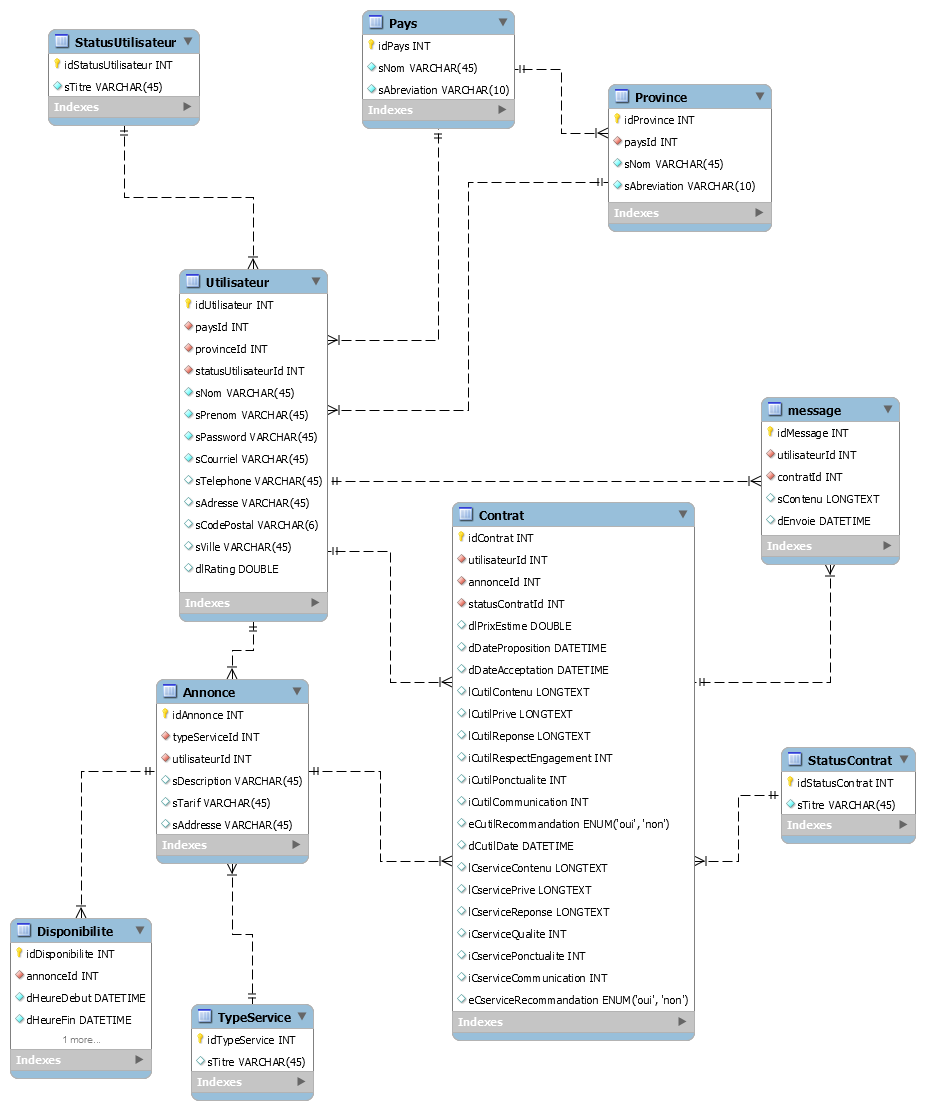 StatusUtilisateur
idStatusUtilisateur INT
sTitre VARCHAR(45)
Indexes
Pays
idPays INT
sNom VARCHAR(45)
sAbreviation VARCHAR(10)
Indexes
Province
idProvince INT
paysId INT
sNom VARCHAR(45)
sAbreviation VARCHAR(10)
Indexes
Utilisateur
idUtilisateur INT
paysId INT
provinceId INT
statusUtilisateurId INT
sNom VARCHAR(45)
sPrenom VARCHAR(45)
sPassword VARCHAR(45)
sCourriel VARCHAR(45)
sTelephone VARCHAR(45)
sAdresse VARCHAR(45)
sCodePostal VARCHAR(6)
sVille VARCHAR(45)
dlRating DOUBLE
Indexes
message
idMessage INT
utilisateurId INT
contratId INT
sContenu LONGTEXT
dEnvoie DATETIME
Indexes
Contrat
idContrat INT
utilisateurId INT
annonceId INT
statusContratId INT
dlPrixEstime DOUBLE
dDateProposition DATETIME
dDateAcceptation DATETIME
lCutilContenu LONGTEXT
lCutilPrive LONGTEXT
lCutilReponse LONGTEXT
iCutilRespectEngagement INT
iCutilPonctualite INT
iCutilCommunication INT
eCutilRecommandation ENUM('oui', 'non')
dCutilDate DATETIME
lCserviceContenu LONGTEXT
lCservicePrive LONGTEXT
lCserviceReponse LONGTEXT
iCserviceQualite INT
iCservicePonctualite INT
iCserviceCommunication INT
eCserviceRecommandation ENUM('oui', 'non')
Indexes
Annonce
idAnnonce INT
typeServiceId INT
utilisateurId INT
sDescription VARCHAR(45)
sTarif VARCHAR(45)
sAddresse VARCHAR(45)
Indexes
StatusContrat
idStatusContrat INT
sTitre VARCHAR(45)
Indexes
Disponibilite
idDisponibilite INT
annonceId INT
dHeureDebut DATETIME
dHeureFin DATETIME
1 more...
Indexes
TypeService
idTypeService INT
sTitre VARCHAR(45)
Indexes